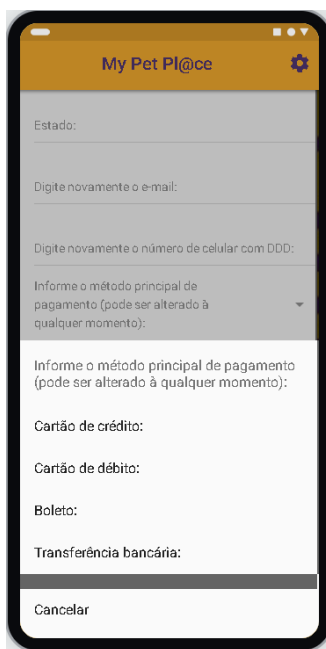 My Pet Pl@ce
Estado:
Digite novamente o e-mail:
Digite novamente o número de celular com DDD:
Informe o método principal de
pagamento (pode ser alterado à
qualquer momento):
Informe o método principal de pagamento
(pode ser alterado à qualquer momento):
Cartão de crédito:
Cartão de débito:
Boleto:
Transferência bancária:
Cancelar